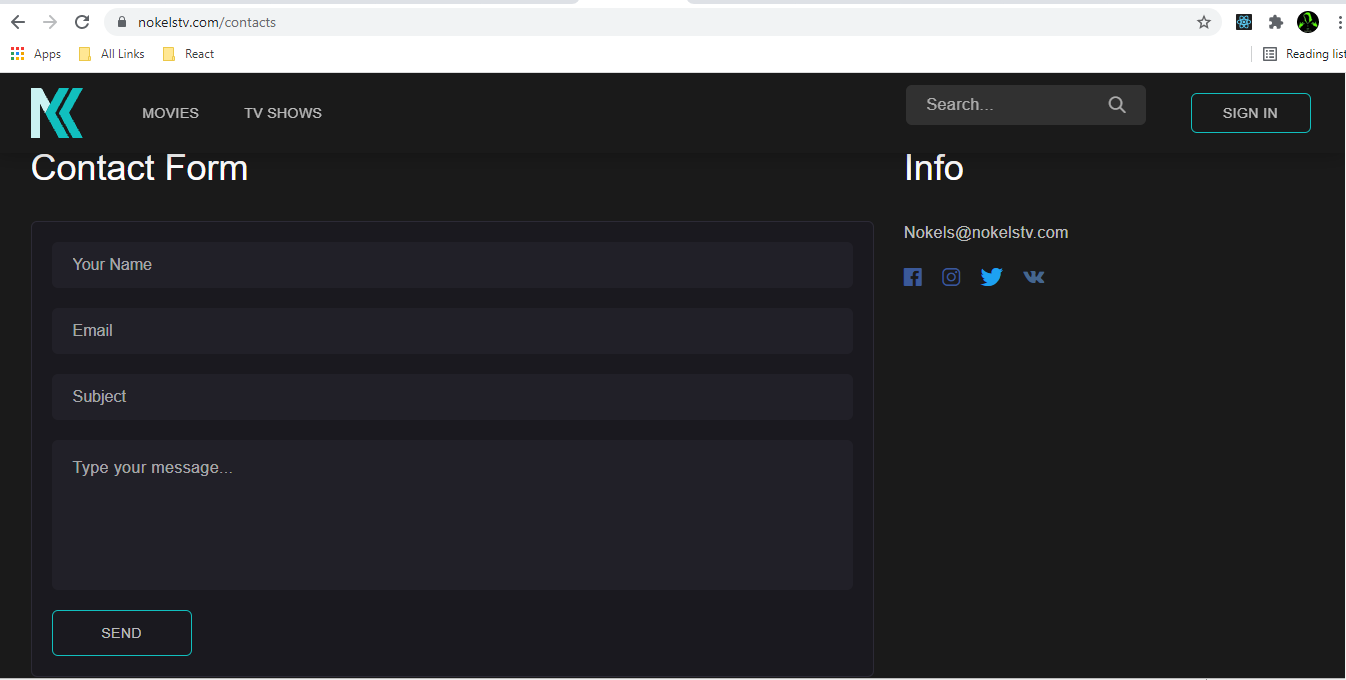 nokelstv.com/contacts
Apps All Links React Reading list
MOVIES TV SHOWS Search... SIGN IN
Contact Form
Your Name
Email
Subject
Type your message...
SEND
Info
Nokels@nokelstv.com